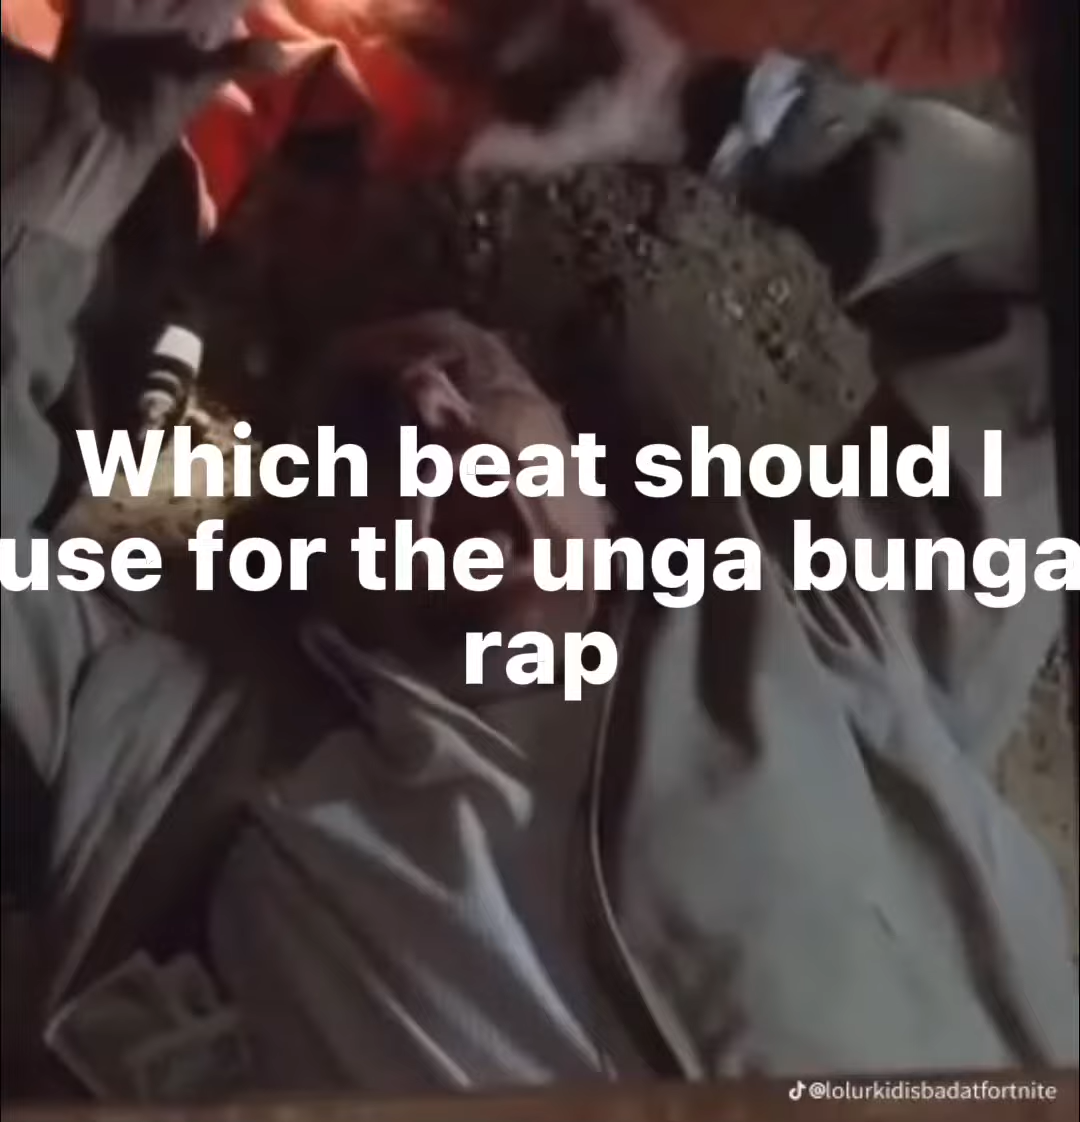 Which beat should I
use for the unga bunga
rap
@lolurkidisbadatfortnite